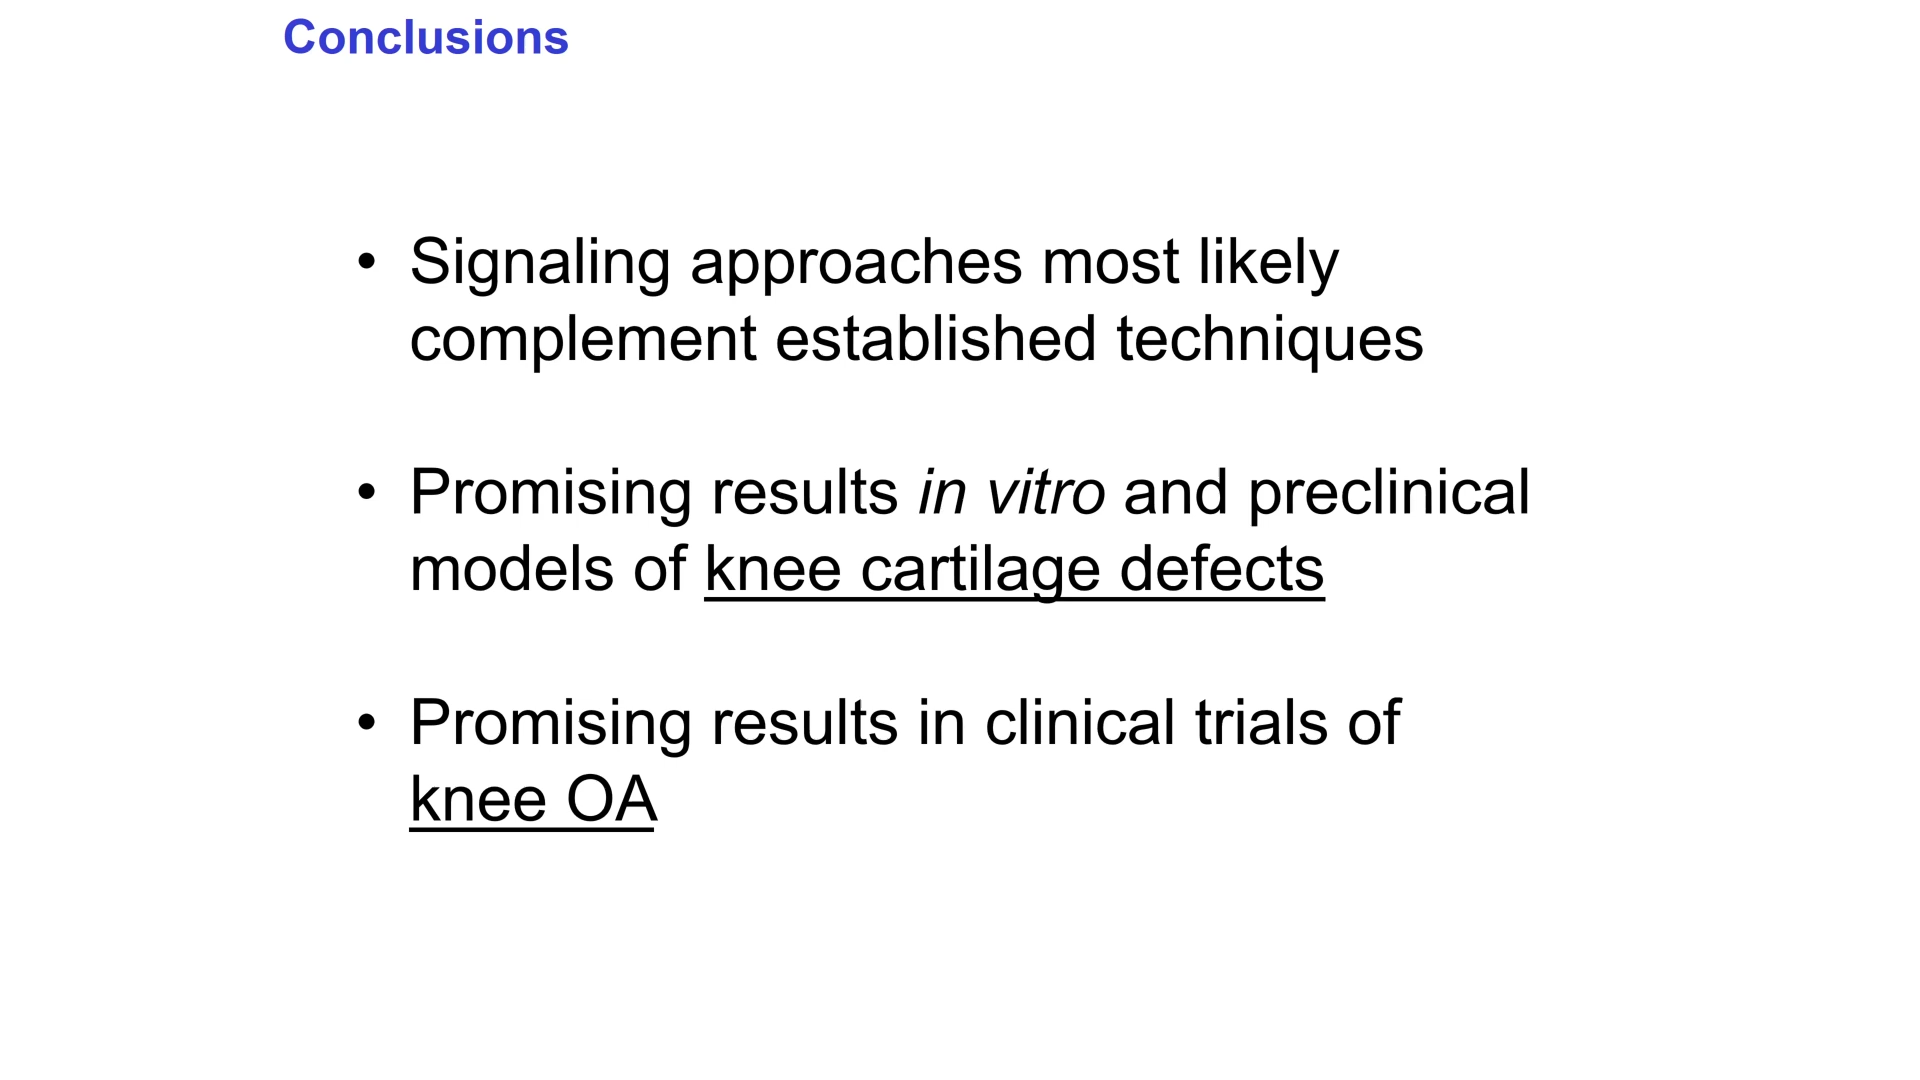 Conclusions
• Signaling approaches most likely
complement established techniques
• Promising results in vitro and preclinical
models of knee cartilage defects
• Promising results in clinical trials of
knee OA